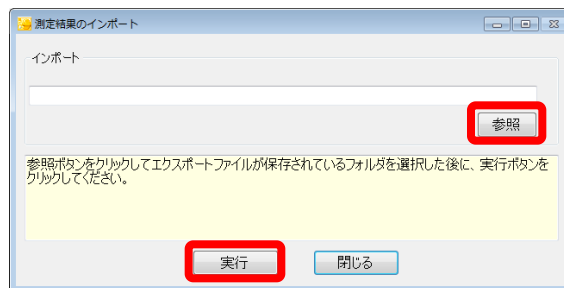 測定結果のインポート
インポート
参照
参照ボタンをクリックしてエクスポートファイルが保存されているフォルダを選択した後に、実行ボタンを
クリックしてください。
実行
閉じる